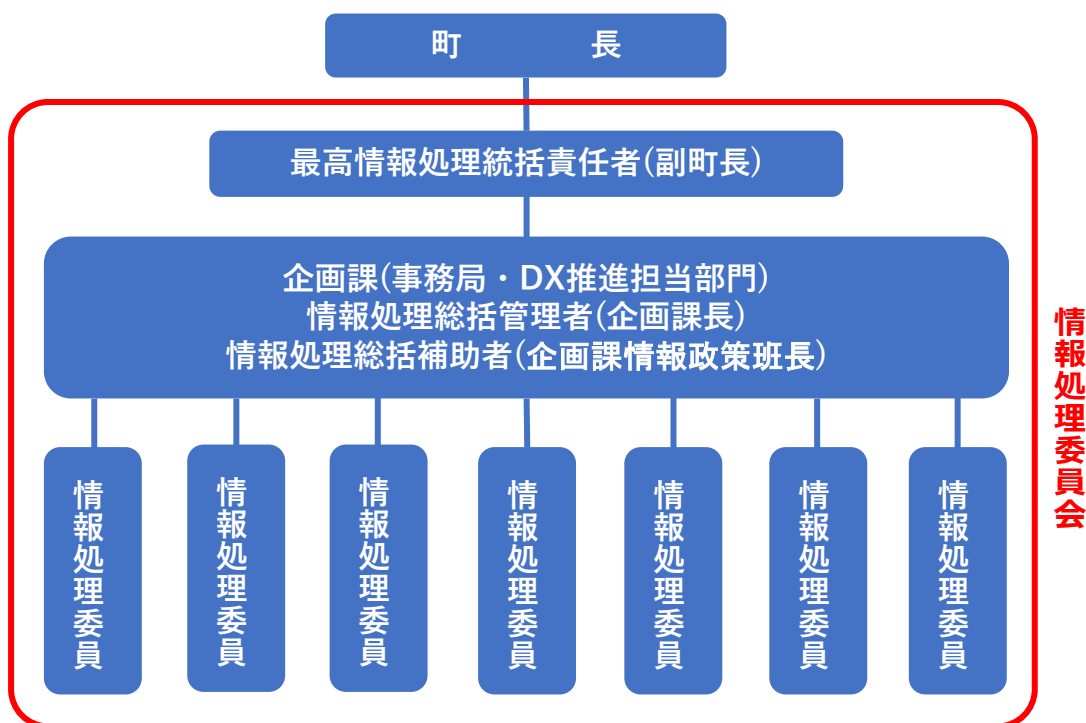 町　　　　長
最高情報処理統括責任者(副町長)
企画課(事務局・DX推進担当部門)
情報処理総括管理者(企画課長)
情報処理総括補助者(企画課情報政策班長)
情報処理委員
情報処理委員
情報処理委員
情報処理委員
情報処理委員
情報処理委員
情報処理委員
情報処理委員会